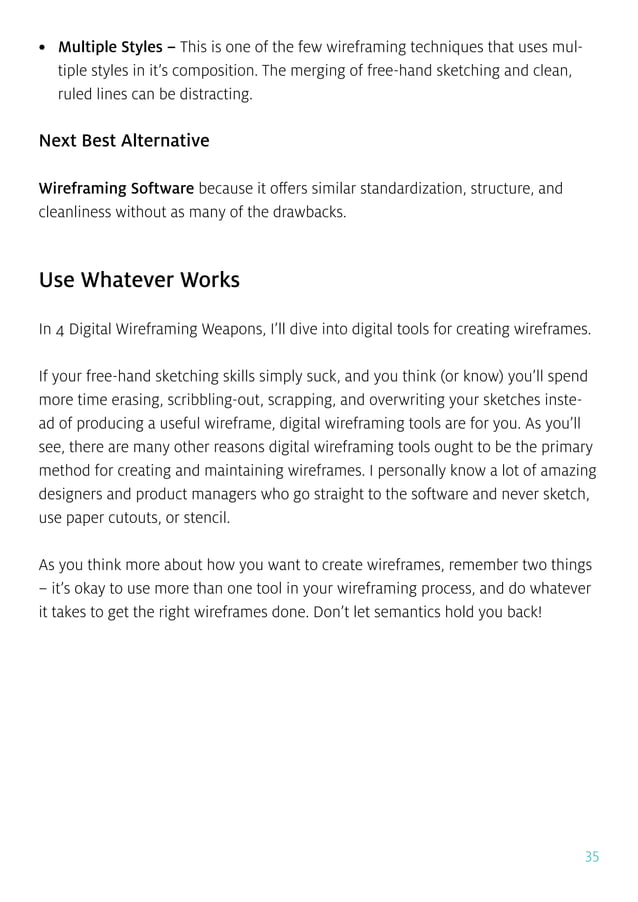 • Multiple Styles – This is one of the few wireframing techniques that uses mul-
tiple styles in it’s composition. The merging of free-hand sketching and clean,
ruled lines can be distracting.
Next Best Alternative
Wireframing Software because it offers similar standardization, structure, and
cleanliness without as many of the drawbacks.
Use Whatever Works
In 4 Digital Wireframing Weapons, I’ll dive into digital tools for creating wireframes.
If your free-hand sketching skills simply suck, and you think (or know) you’ll spend
more time erasing, scribbling-out, scrapping, and overwriting your sketches inste-
ad of producing a useful wireframe, digital wireframing tools are for you. As you’ll
see, there are many other reasons digital wireframing tools ought to be the primary
method for creating and maintaining wireframes. I personally know a lot of amazing
designers and product managers who go straight to the software and never sketch,
use paper cutouts, or stencil.
As you think more about how you want to create wireframes, remember two things
– it’s okay to use more than one tool in your wireframing process, and do whatever
it takes to get the right wireframes done. Don’t let semantics hold you back!
35